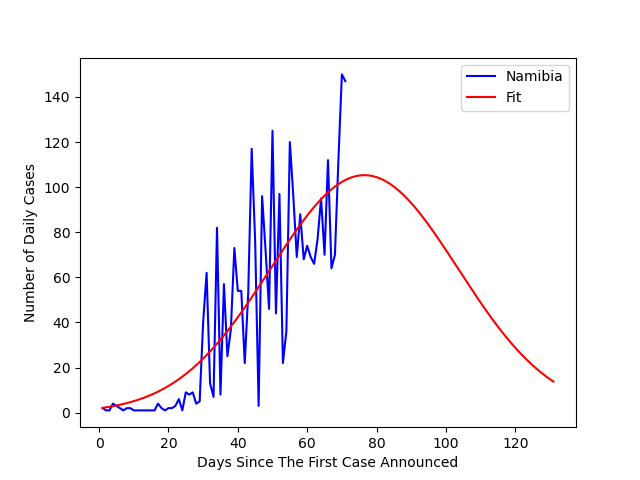 Namibia
Fit
140
120
100
80
60
40
20
0
Number of Daily Cases
0 20 40 60 80 100 120
Days Since The First Case Announced